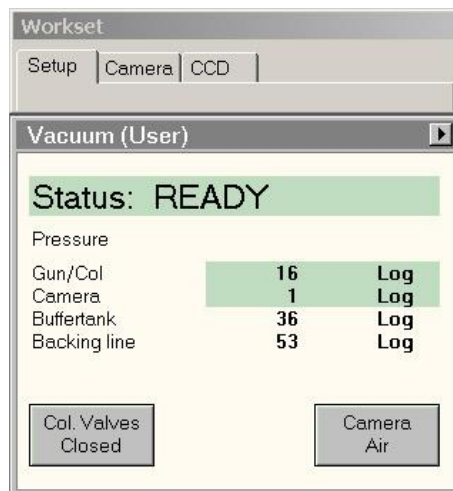 Workset
Setup Camera CCD
Vacuum (User)
Status: READY
Pressure
Gun/Col 16 Log
Camera 1 Log
Buffertank 36 Log
Backing line 53 Log
Col. Valves Camera
Closed Air